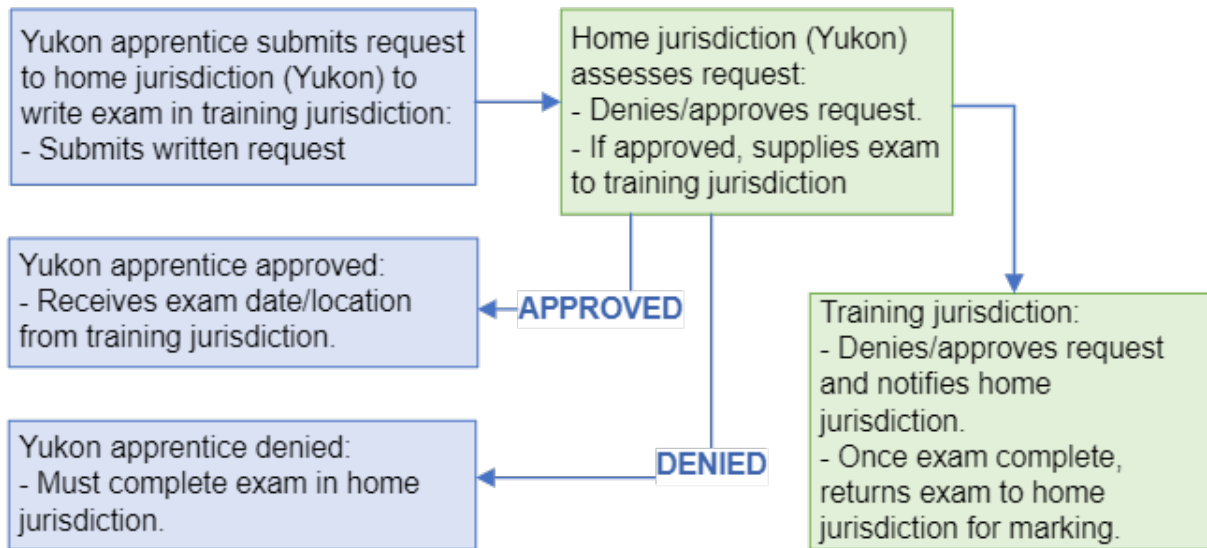 Yukon apprentice submits request
to home jurisdiction (Yukon) to
write exam in training jurisdiction:
- Submits written request
Home jurisdiction (Yukon)
assesses request:
- Denies/approves request.
- If approved, supplies exam
to training jurisdiction
Yukon apprentice approved:
- Receives exam date/location
from training jurisdiction.
APPROVED
Training jurisdiction:
- Denies/approves request
and notifies home
jurisdiction.
- Once exam complete,
returns exam to home
jurisdiction for marking.
Yukon apprentice denied:
- Must complete exam in home
jurisdiction.
DENIED